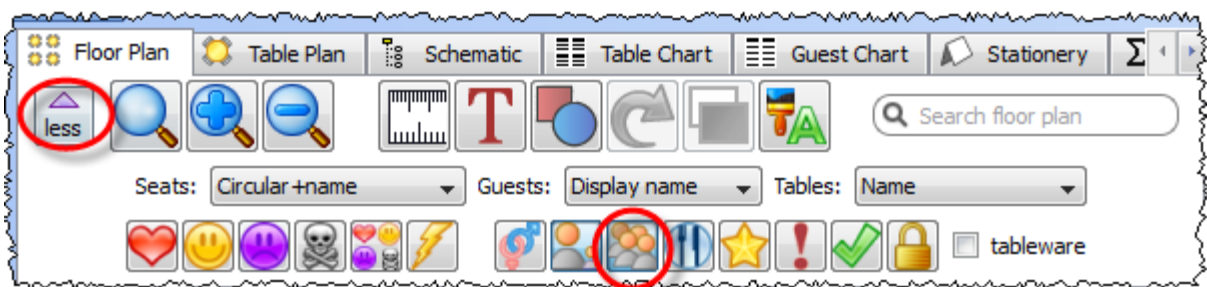 Floor Plan Table Plan Schematic Table Chart Guest Chart Stationery Σ
less T A Search floor plan
Seats: Circular+name Guests: Display name Tables: Name
tableware